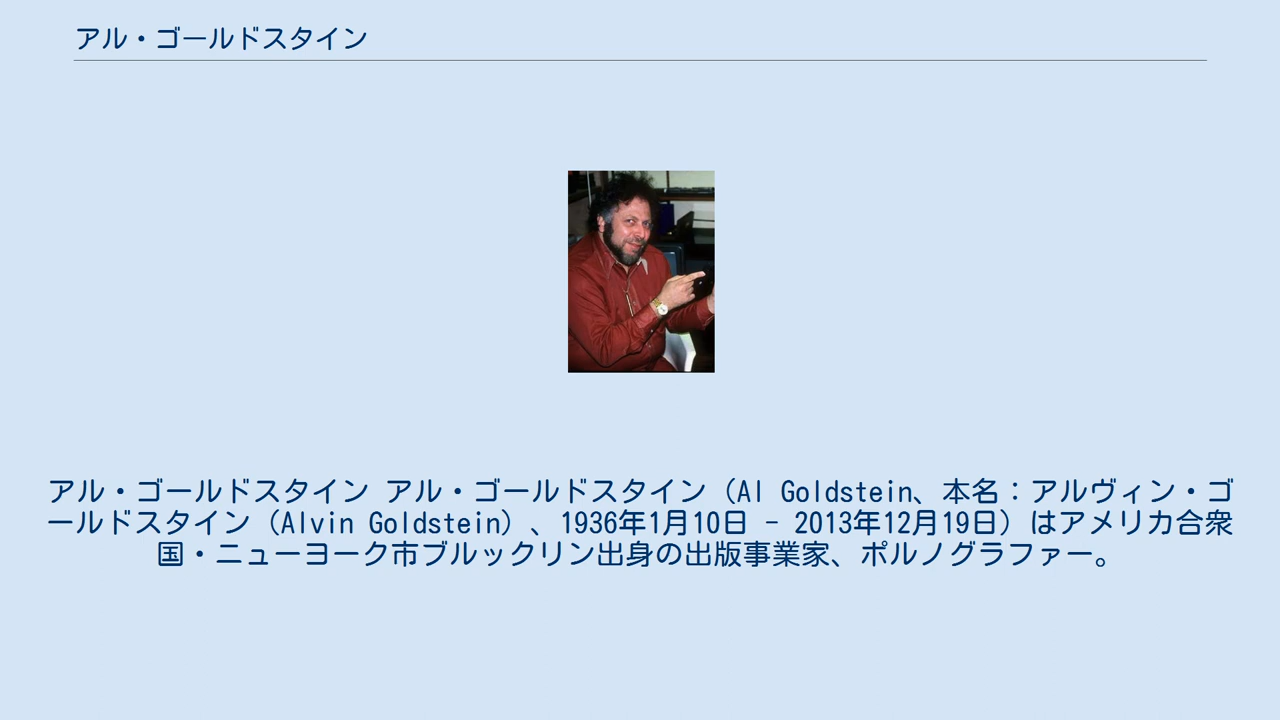 アル・ゴールドスタイン
アル・ゴールドスタイン アル・ゴールドスタイン（Al Goldstein、本名：アルヴィン・ゴ
ールドスタイン（Alvin Goldstein）、1936年1月10日 - 2013年12月19日）はアメリカ合衆
国・ニューヨーク市ブルックリン出身の出版事業家、ポルノグラファー。